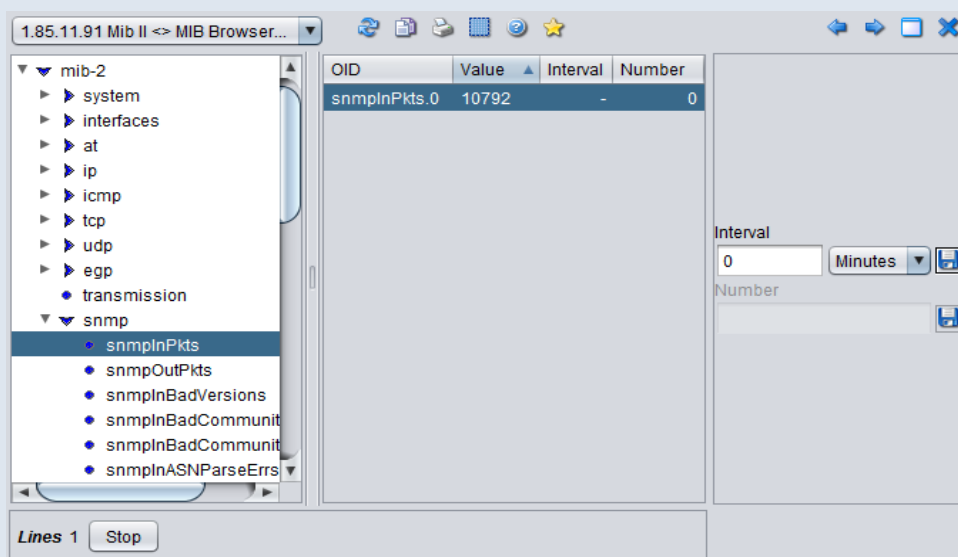 1.85.11.91 Mib II <> MIB Browser...
mib-2
system
interfaces
at
ip
icmp
tcp
udp
egp
transmission
snmp
snmpInPkts
snmpOutPkts
snmpInBadVersions
snmpInBadCommunit
snmpInBadCommunit
snmpInASNParseErrs
OID Value Interval Number
snmpInPkts.0 10792 - 0
Interval
0 Minutes
Number
Lines 1 Stop